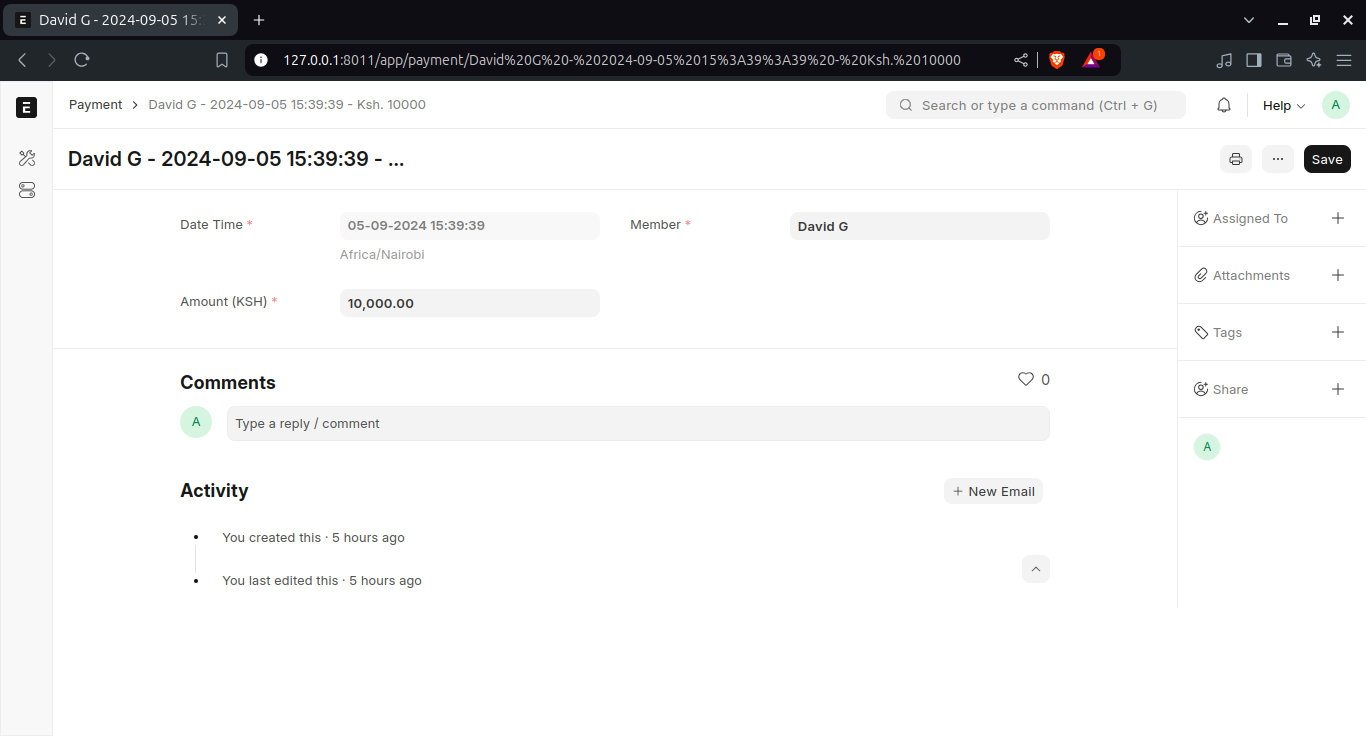 David G - 2024-09-05 15:
127.0.0.1:8011/app/payment/David%20G%20-%202024-09-05%2015%3A39%3A39%20-%20Ksh.%2010000
1
E
Payment > David G - 2024-09-05 15:39:39 - Ksh. 10000
Search or type a command (Ctrl + G)
Help
A
David G - 2024-09-05 15:39:39 - ...
Save
Date Time *
05-09-2024 15:39:39
Africa/Nairobi
Member *
David G
Amount (KSH) *
10,000.00
Assigned To
Attachments
Tags
Share
A
Comments
0
A
Type a reply / comment
Activity
New Email
You created this · 5 hours ago
You last edited this · 5 hours ago